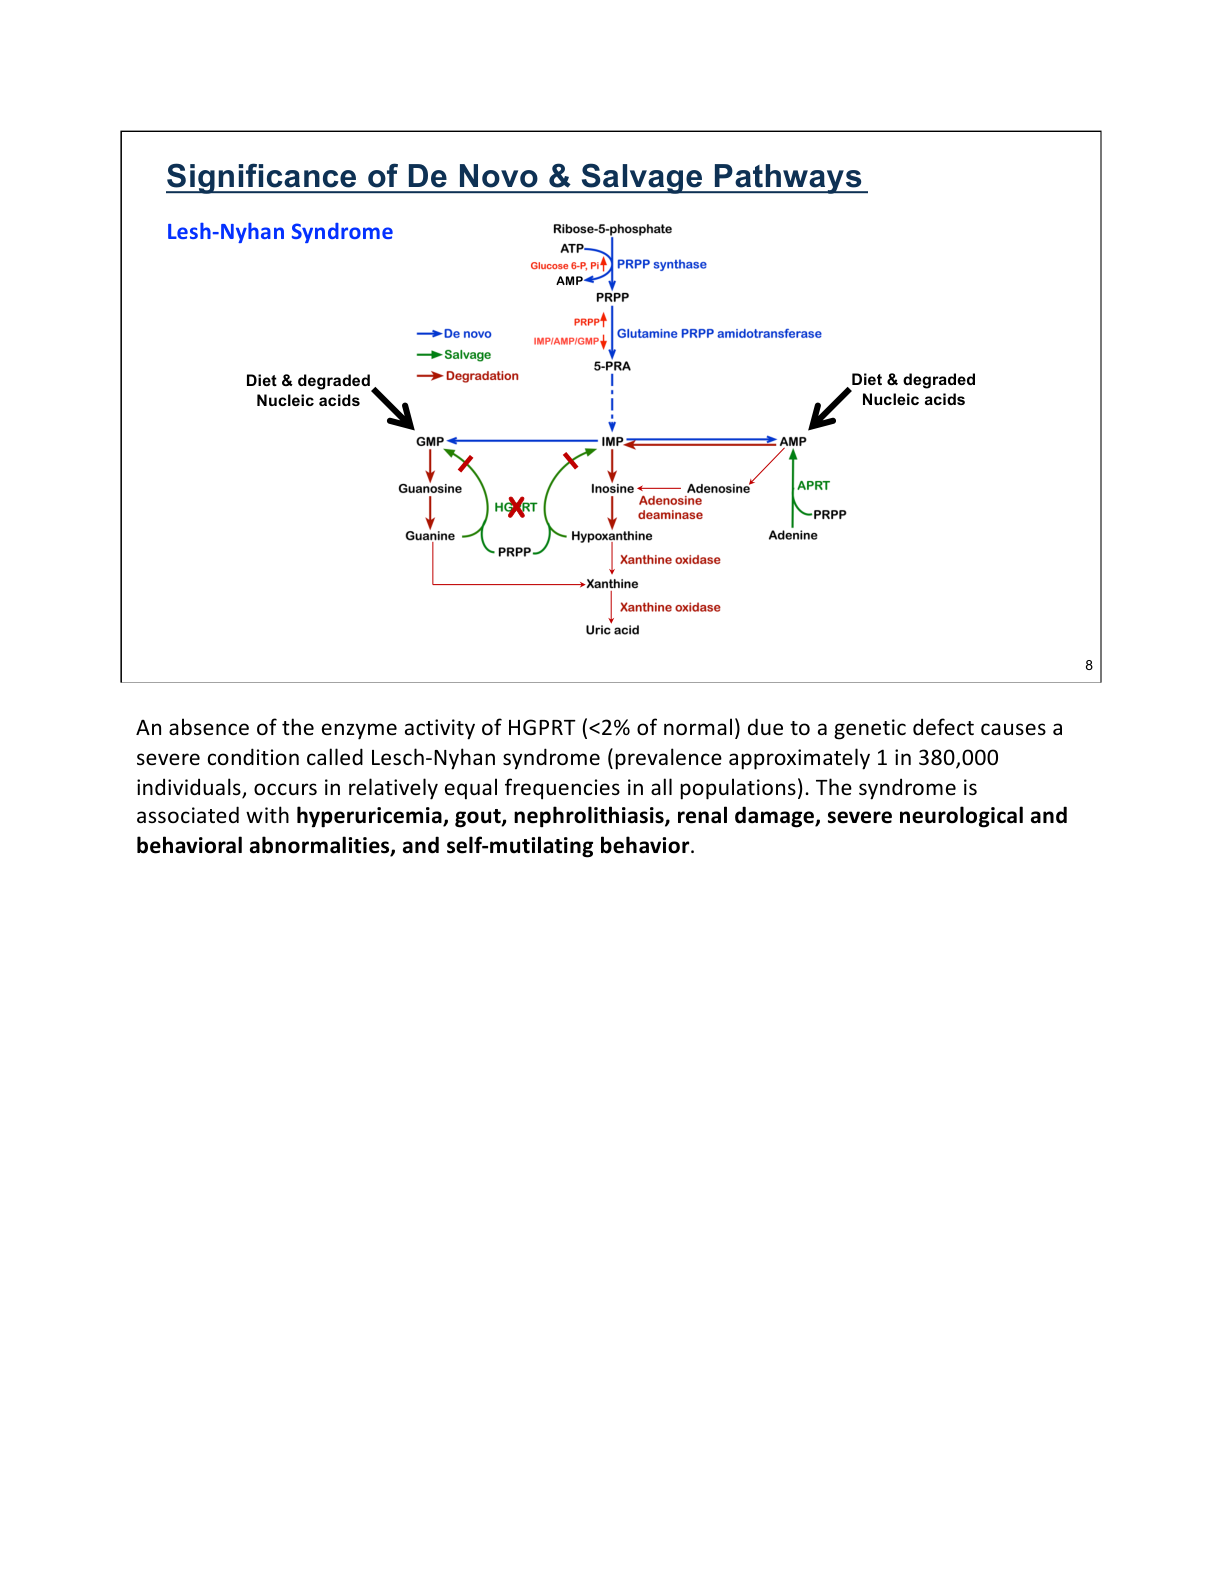 Significance of De Novo & Salvage Pathways
Lesh-Nyhan Syndrome
Ribose-5-phosphate
ATP
Glucose 6-P, Pi
PRPP synthase
AMP
PRPP
PRPP
Glutamine PRPP amidotransferase
IMP/AMP/GMP
5-PRA
De novo
Salvage
Degradation
Diet & degraded
Nucleic acids
Diet & degraded
Nucleic acids
GMP
IMP
AMP
Guanosine
Inosine
Adenosine
Adenosine
deaminase
APRT
HGPRT
PRPP
Guanine
Hypoxanthine
Adenine
PRPP
Xanthine oxidase
Xanthine
Xanthine oxidase
Uric acid
8
An absence of the enzyme activity of HGPRT (<2% of normal) due to a genetic defect causes a
severe condition called Lesch-Nyhan syndrome (prevalence approximately 1 in 380,000
individuals, occurs in relatively equal frequencies in all populations). The syndrome is
associated with hyperuricemia, gout, nephrolithiasis, renal damage, severe neurological and
behavioral abnormalities, and self-mutilating behavior.